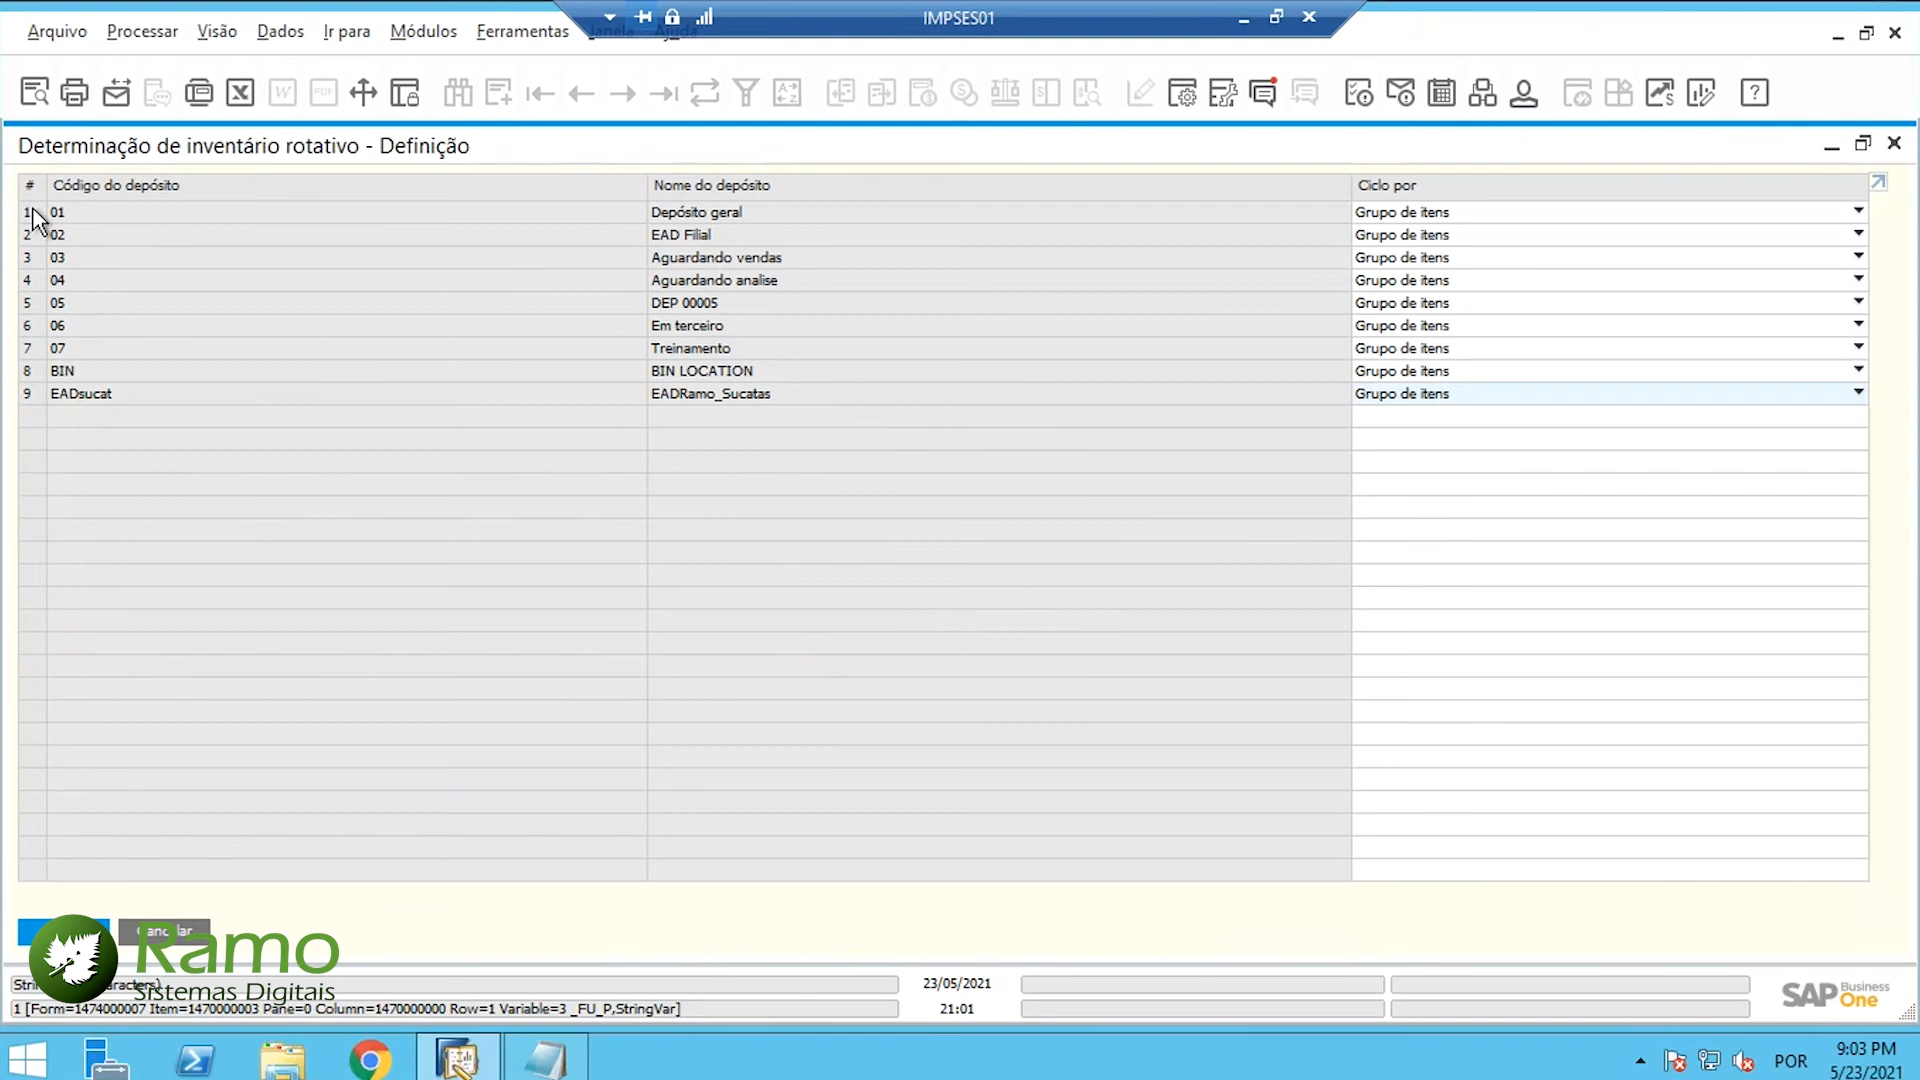 IMPSES01
Arquivo Processar Visão Dados Ir para Módulos Ferramentas Janela Ajuda
Determinação de inventário rotativo - Definição
# Código do depósito Nome do depósito Ciclo por
1 01 Depósito geral Grupo de itens
2 02 EAD Filial Grupo de itens
3 03 Aguardando vendas Grupo de itens
4 04 Aguardando analise Grupo de itens
5 05 DEP 00005 Grupo de itens
6 06 Em terceiro Grupo de itens
7 07 Treinamento Grupo de itens
8 BIN BIN LOCATION Grupo de itens
9 EADsucat EADRamo_Sucatas Grupo de itens
Cancelar
Ramo
Sistemas Digitais
23/05/2021
1 [Form=1474000007 Item=1470000003 Pane=0 Column=1470000000 Row=1 Variable=3 _FU_P,StringVar]
21:01
SAP Business One
POR
9:03 PM
5/23/2021